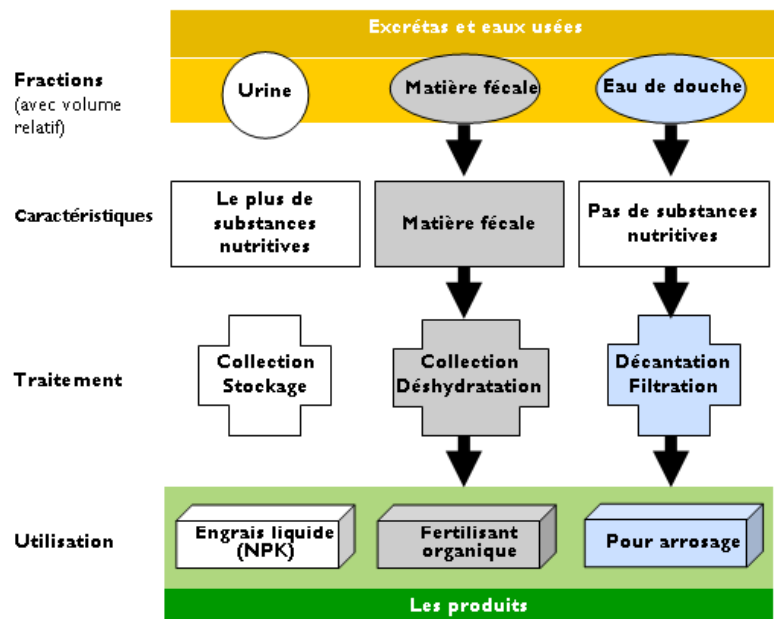 Excrétas et eaux usées
Fractions
(avec volume
relatif)
Urine
Matière fécale
Eau de douche
Caractéristiques
Le plus de
substances
nutritives
Matière fécale
Pas de substances
nutritives
Traitement
Collection
Stockage
Collection
Déshydratation
Décantation
Filtration
Utilisation
Engrais liquide
(NPK)
Fertilisant
organique
Pour arrosage
Les produits